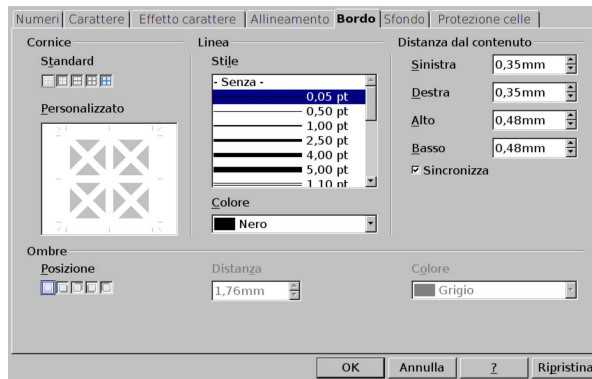 Numeri Carattere Effetto carattere Allineamento Bordo Sfondo Protezione celle
Cornice
Standard
Personalizzato
Linea
Stile
- Senza -
0,05 pt
0,50 pt
1,00 pt
2,50 pt
4,00 pt
5,00 pt
1,10 pt
Colore
Nero
Distanza dal contenuto
Sinistra 0,35mm
Destra 0,35mm
Alto 0,48mm
Basso 0,48mm
Sincronizza
Ombre
Posizione
Distanza
1,76mm
Colore
Grigio
OK Annulla ? Ripristina